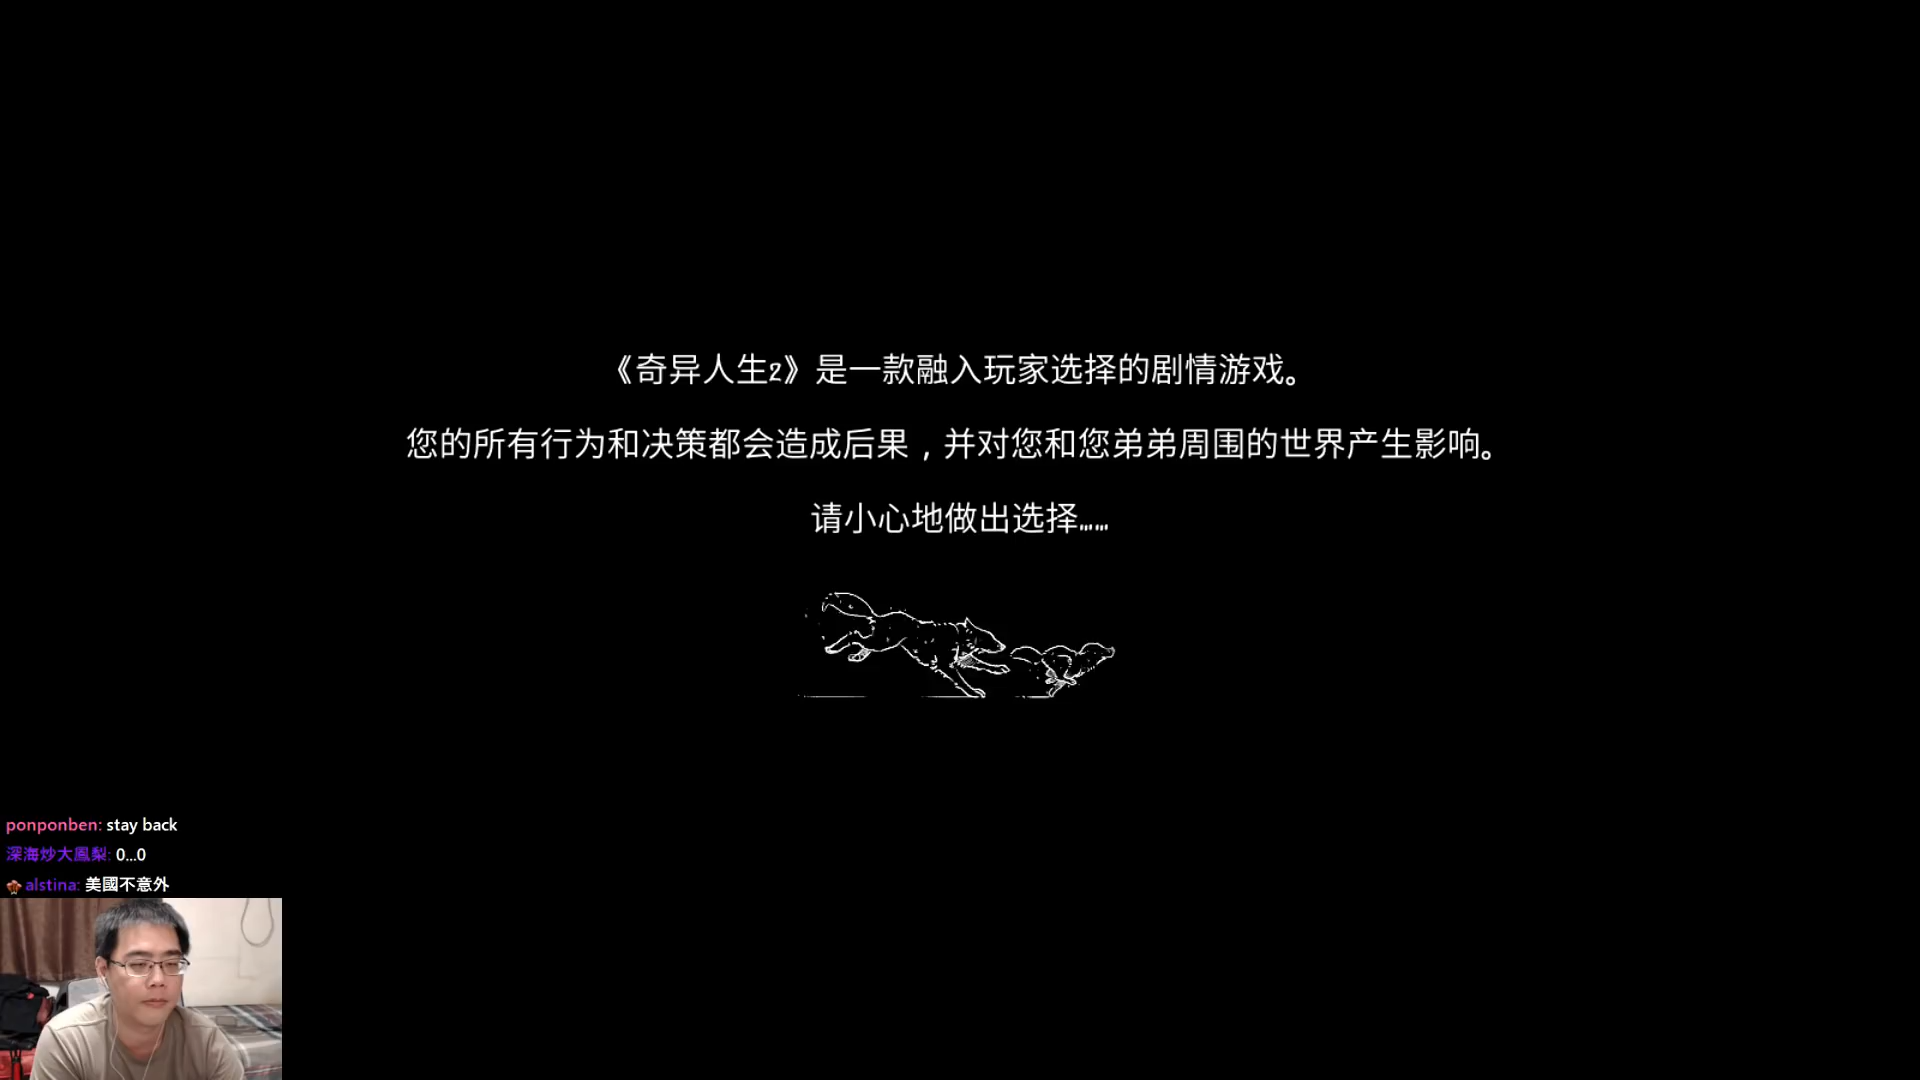 《奇异人生2》是一款融入玩家选择的剧情游戏。
您的所有行为和决策都会造成后果，并对您和您弟弟周围的世界产生影响。
请小心地做出选择……
ponponben: stay back
深海炒大鳳梨: 0...0
alstina: 美國不意外